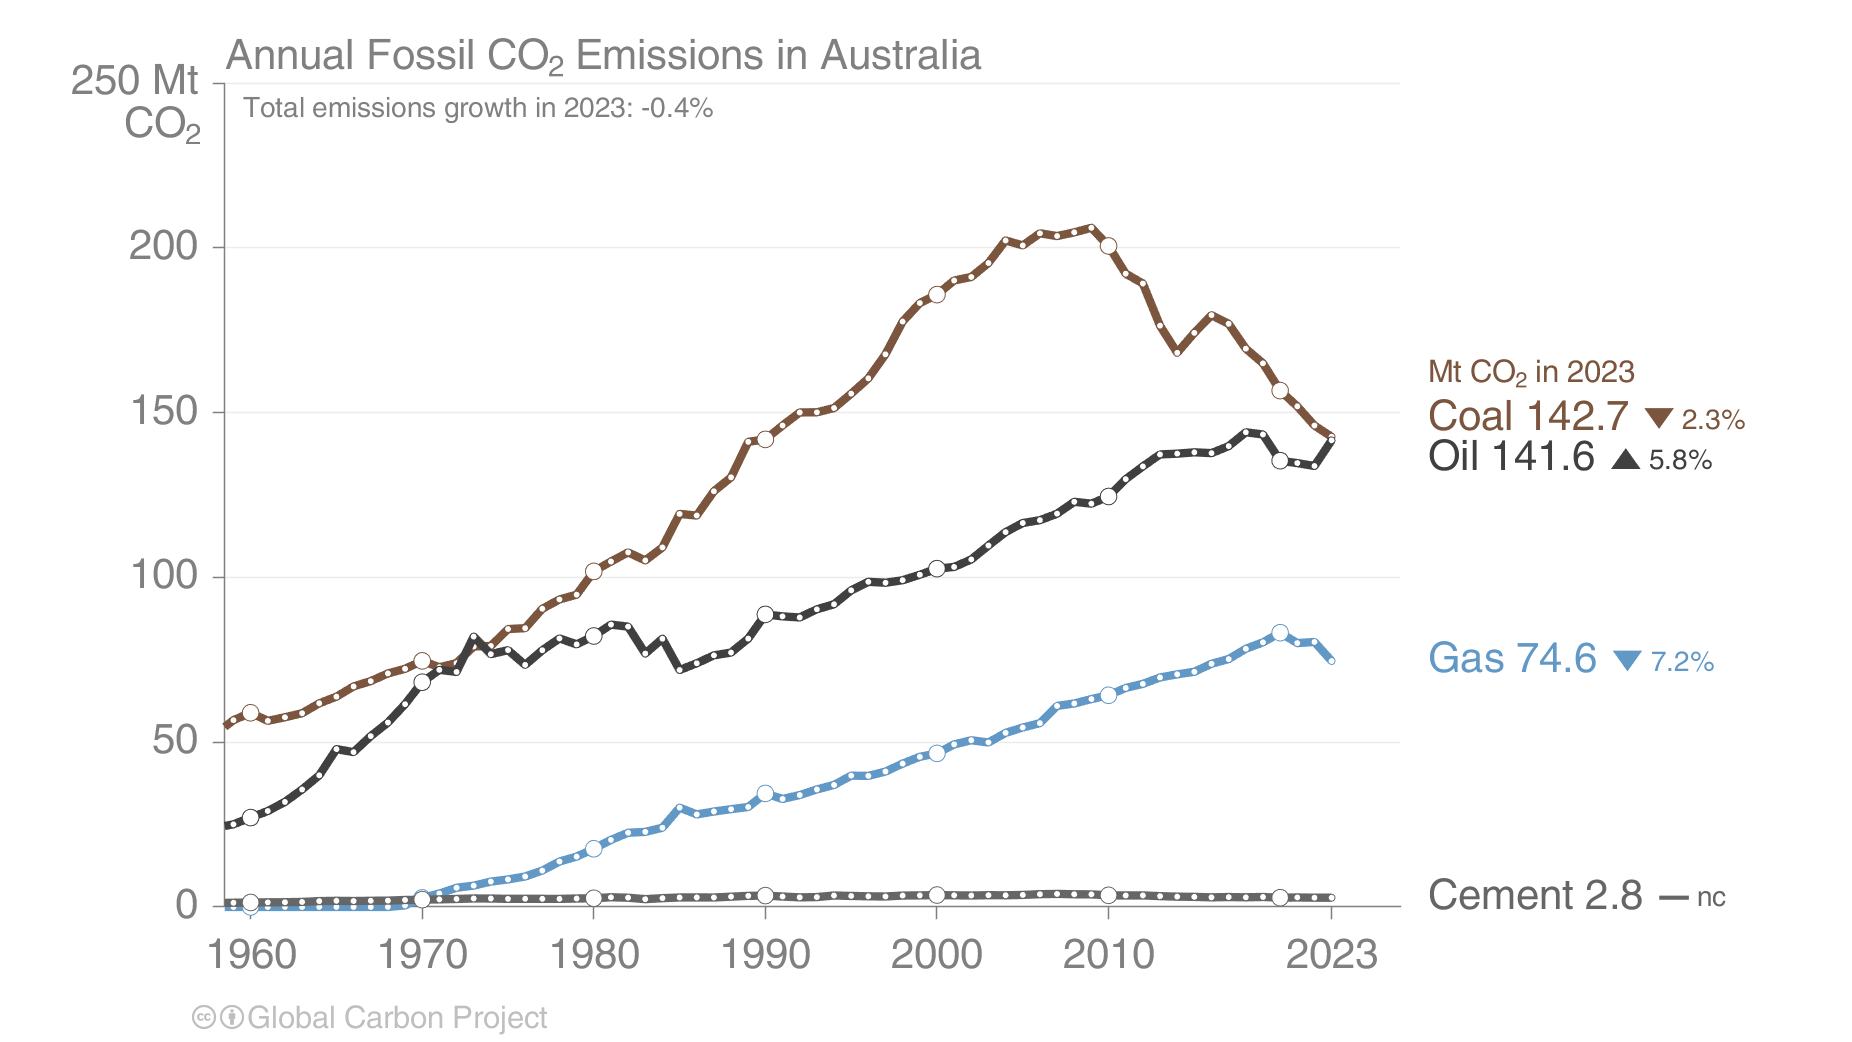 Annual Fossil CO₂ Emissions in Australia
250 Mt
CO₂
Total emissions growth in 2023: -0.4%
200
150
100
50
0
Mt CO₂ in 2023
Coal 142.7 ▼ 2.3%
Oil 141.6 ▲ 5.8%
Gas 74.6 ▼ 7.2%
Cement 2.8 — nc
1960 1970 1980 1990 2000 2010 2023
cc Global Carbon Project